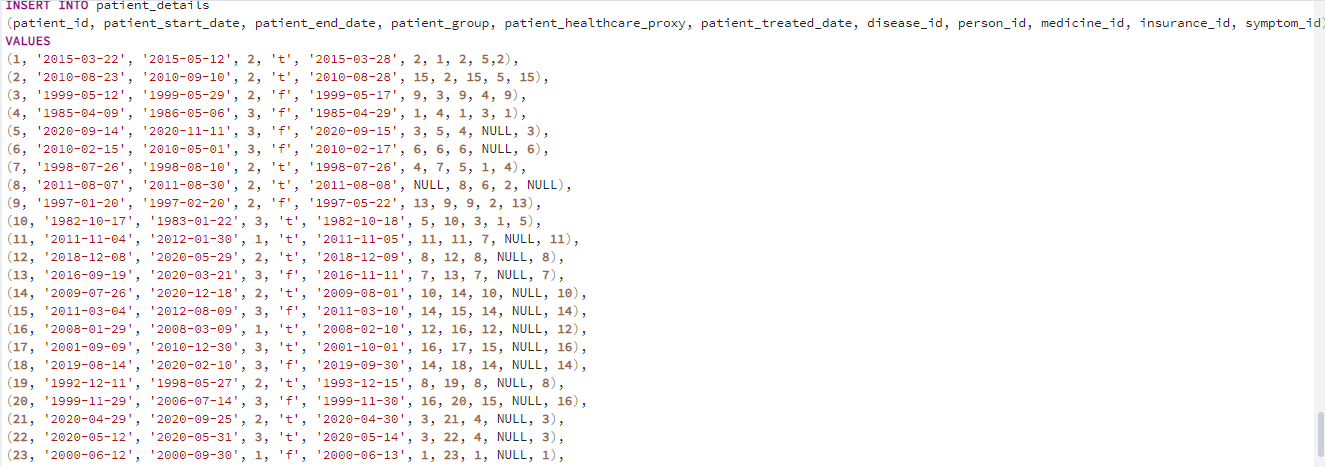 INSERT INTO patient_details
(patient_id, patient_start_date, patient_end_date, patient_group, patient_healthcare_proxy, patient_treated_date, disease_id, person_id, medicine_id, insurance_id, symptom_id)
VALUES
(1, '2015-03-22', '2015-05-12', 2, 't', '2015-03-28', 2, 1, 2, 5,2),
(2, '2010-08-23', '2010-09-10', 2, 't', '2010-08-28', 15, 2, 15, 5, 15),
(3, '1999-05-12', '1999-05-29', 2, 'f', '1999-05-17', 9, 3, 9, 4, 9),
(4, '1985-04-09', '1986-05-06', 3, 'f', '1985-04-29', 1, 4, 1, 3, 1),
(5, '2020-09-14', '2020-11-11', 3, 'f', '2020-09-15', 3, 5, 4, NULL, 3),
(6, '2010-02-15', '2010-05-01', 3, 'f', '2010-02-17', 6, 6, 6, NULL, 6),
(7, '1998-07-26', '1998-08-10', 2, 't', '1998-07-26', 4, 7, 5, 1, 4),
(8, '2011-08-07', '2011-08-30', 2, 't', '2011-08-08', NULL, 8, 6, 2, NULL),
(9, '1997-01-20', '1997-02-20', 2, 'f', '1997-05-22', 13, 9, 9, 2, 13),
(10, '1982-10-17', '1983-01-22', 3, 't', '1982-10-18', 5, 10, 3, 1, 5),
(11, '2011-11-04', '2012-01-30', 1, 't', '2011-11-05', 11, 11, 7, NULL, 11),
(12, '2018-12-08', '2020-05-29', 2, 't', '2018-12-09', 8, 12, 8, NULL, 8),
(13, '2016-09-19', '2020-03-21', 3, 'f', '2016-11-11', 7, 13, 7, NULL, 7),
(14, '2009-07-26', '2020-12-18', 2, 't', '2009-08-01', 10, 14, 10, NULL, 10),
(15, '2011-03-04', '2012-08-09', 3, 'f', '2011-03-10', 14, 15, 14, NULL, 14),
(16, '2008-01-29', '2008-03-09', 1, 't', '2008-02-10', 12, 16, 12, NULL, 12),
(17, '2001-09-09', '2010-12-30', 3, 't', '2001-10-01', 16, 17, 15, NULL, 16),
(18, '2019-08-14', '2020-02-10', 3, 'f', '2019-09-30', 14, 18, 14, NULL, 14),
(19, '1992-12-11', '1998-05-27', 2, 't', '1993-12-15', 8, 19, 8, NULL, 8),
(20, '1999-11-29', '2006-07-14', 3, 'f', '1999-11-30', 16, 20, 15, NULL, 16),
(21, '2020-04-29', '2020-09-25', 2, 't', '2020-04-30', 3, 21, 4, NULL, 3),
(22, '2020-05-12', '2020-05-31', 3, 't', '2020-05-14', 3, 22, 4, NULL, 3),
(23, '2000-06-12', '2000-09-30', 1, 'f', '2000-06-13', 1, 23, 1, NULL, 1),